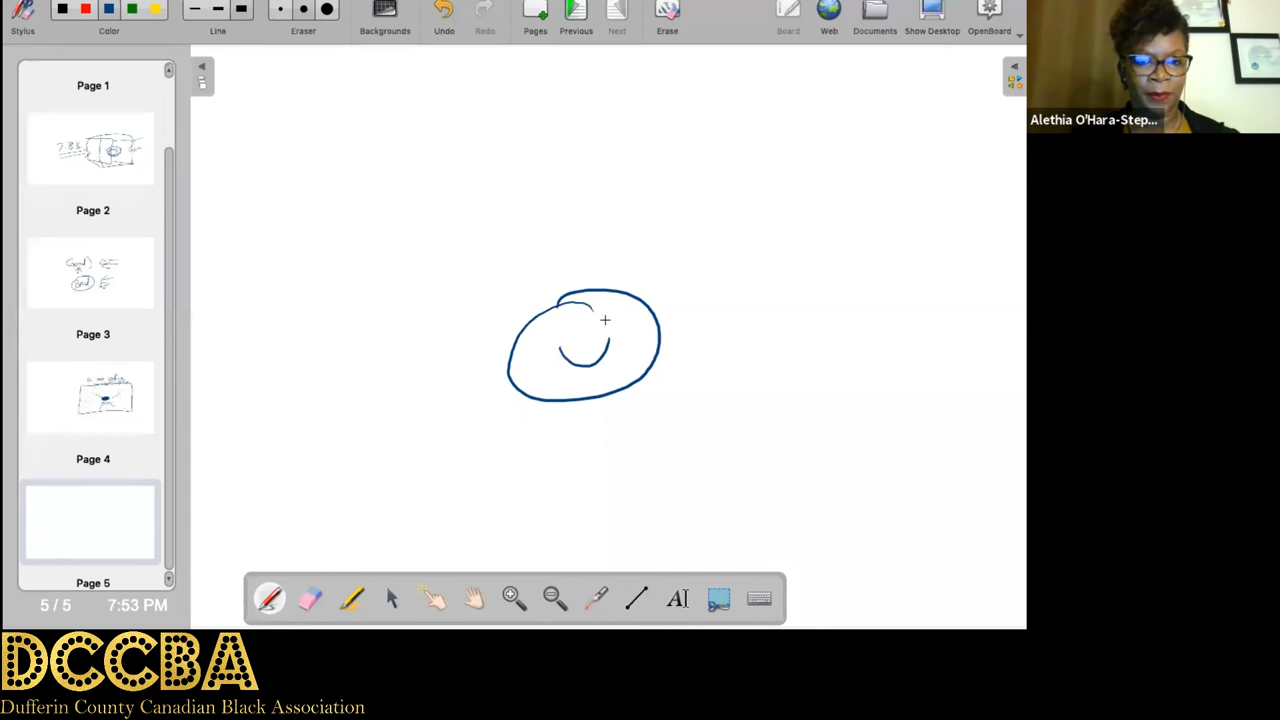 Stylus
Color
Line
Eraser
Backgrounds
Undo
Redo
Pages
Previous
Next
Erase
Board
Web
Documents
Show Desktop
OpenBoard
Alethia O'Hara-Step...
Page 1
Page 2
Page 3
Page 4
Page 5
5 / 5 7:53 PM
AI
DCCBA
Dufferin County Canadian Black Association